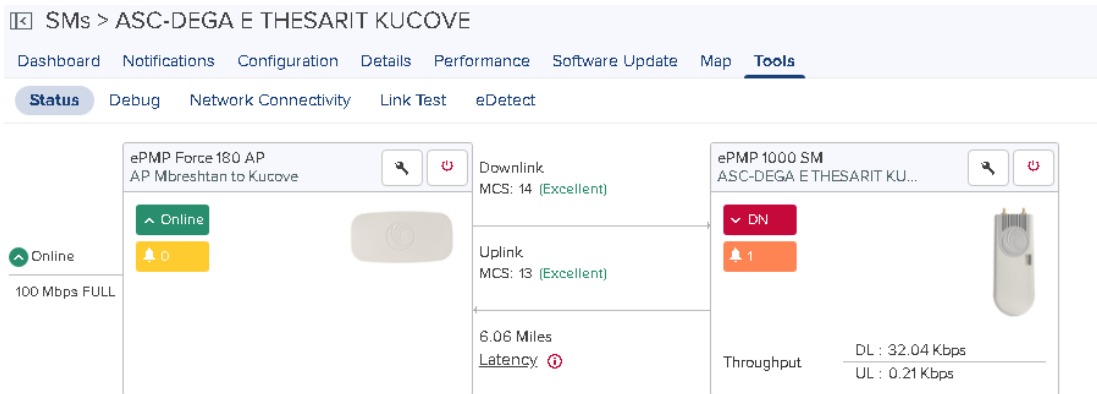 SMs > ASC-DEGA E THESARIT KUCOVE
Dashboard Notifications Configuration Details Performance Software Update Map Tools
Status Debug Network Connectivity Link Test eDetect
ePMP Force 180 AP
AP Mbreshtan to Kucove
Online
0
Online
100 Mbps FULL
Downlink
MCS: 14 (Excellent)
Uplink
MCS: 13 (Excellent)
6.06 Miles
Latency
ePMP 1000 SM
ASC-DEGA E THESARIT KU...
DN
1
Throughput
DL : 32.04 Kbps
UL : 0.21 Kbps